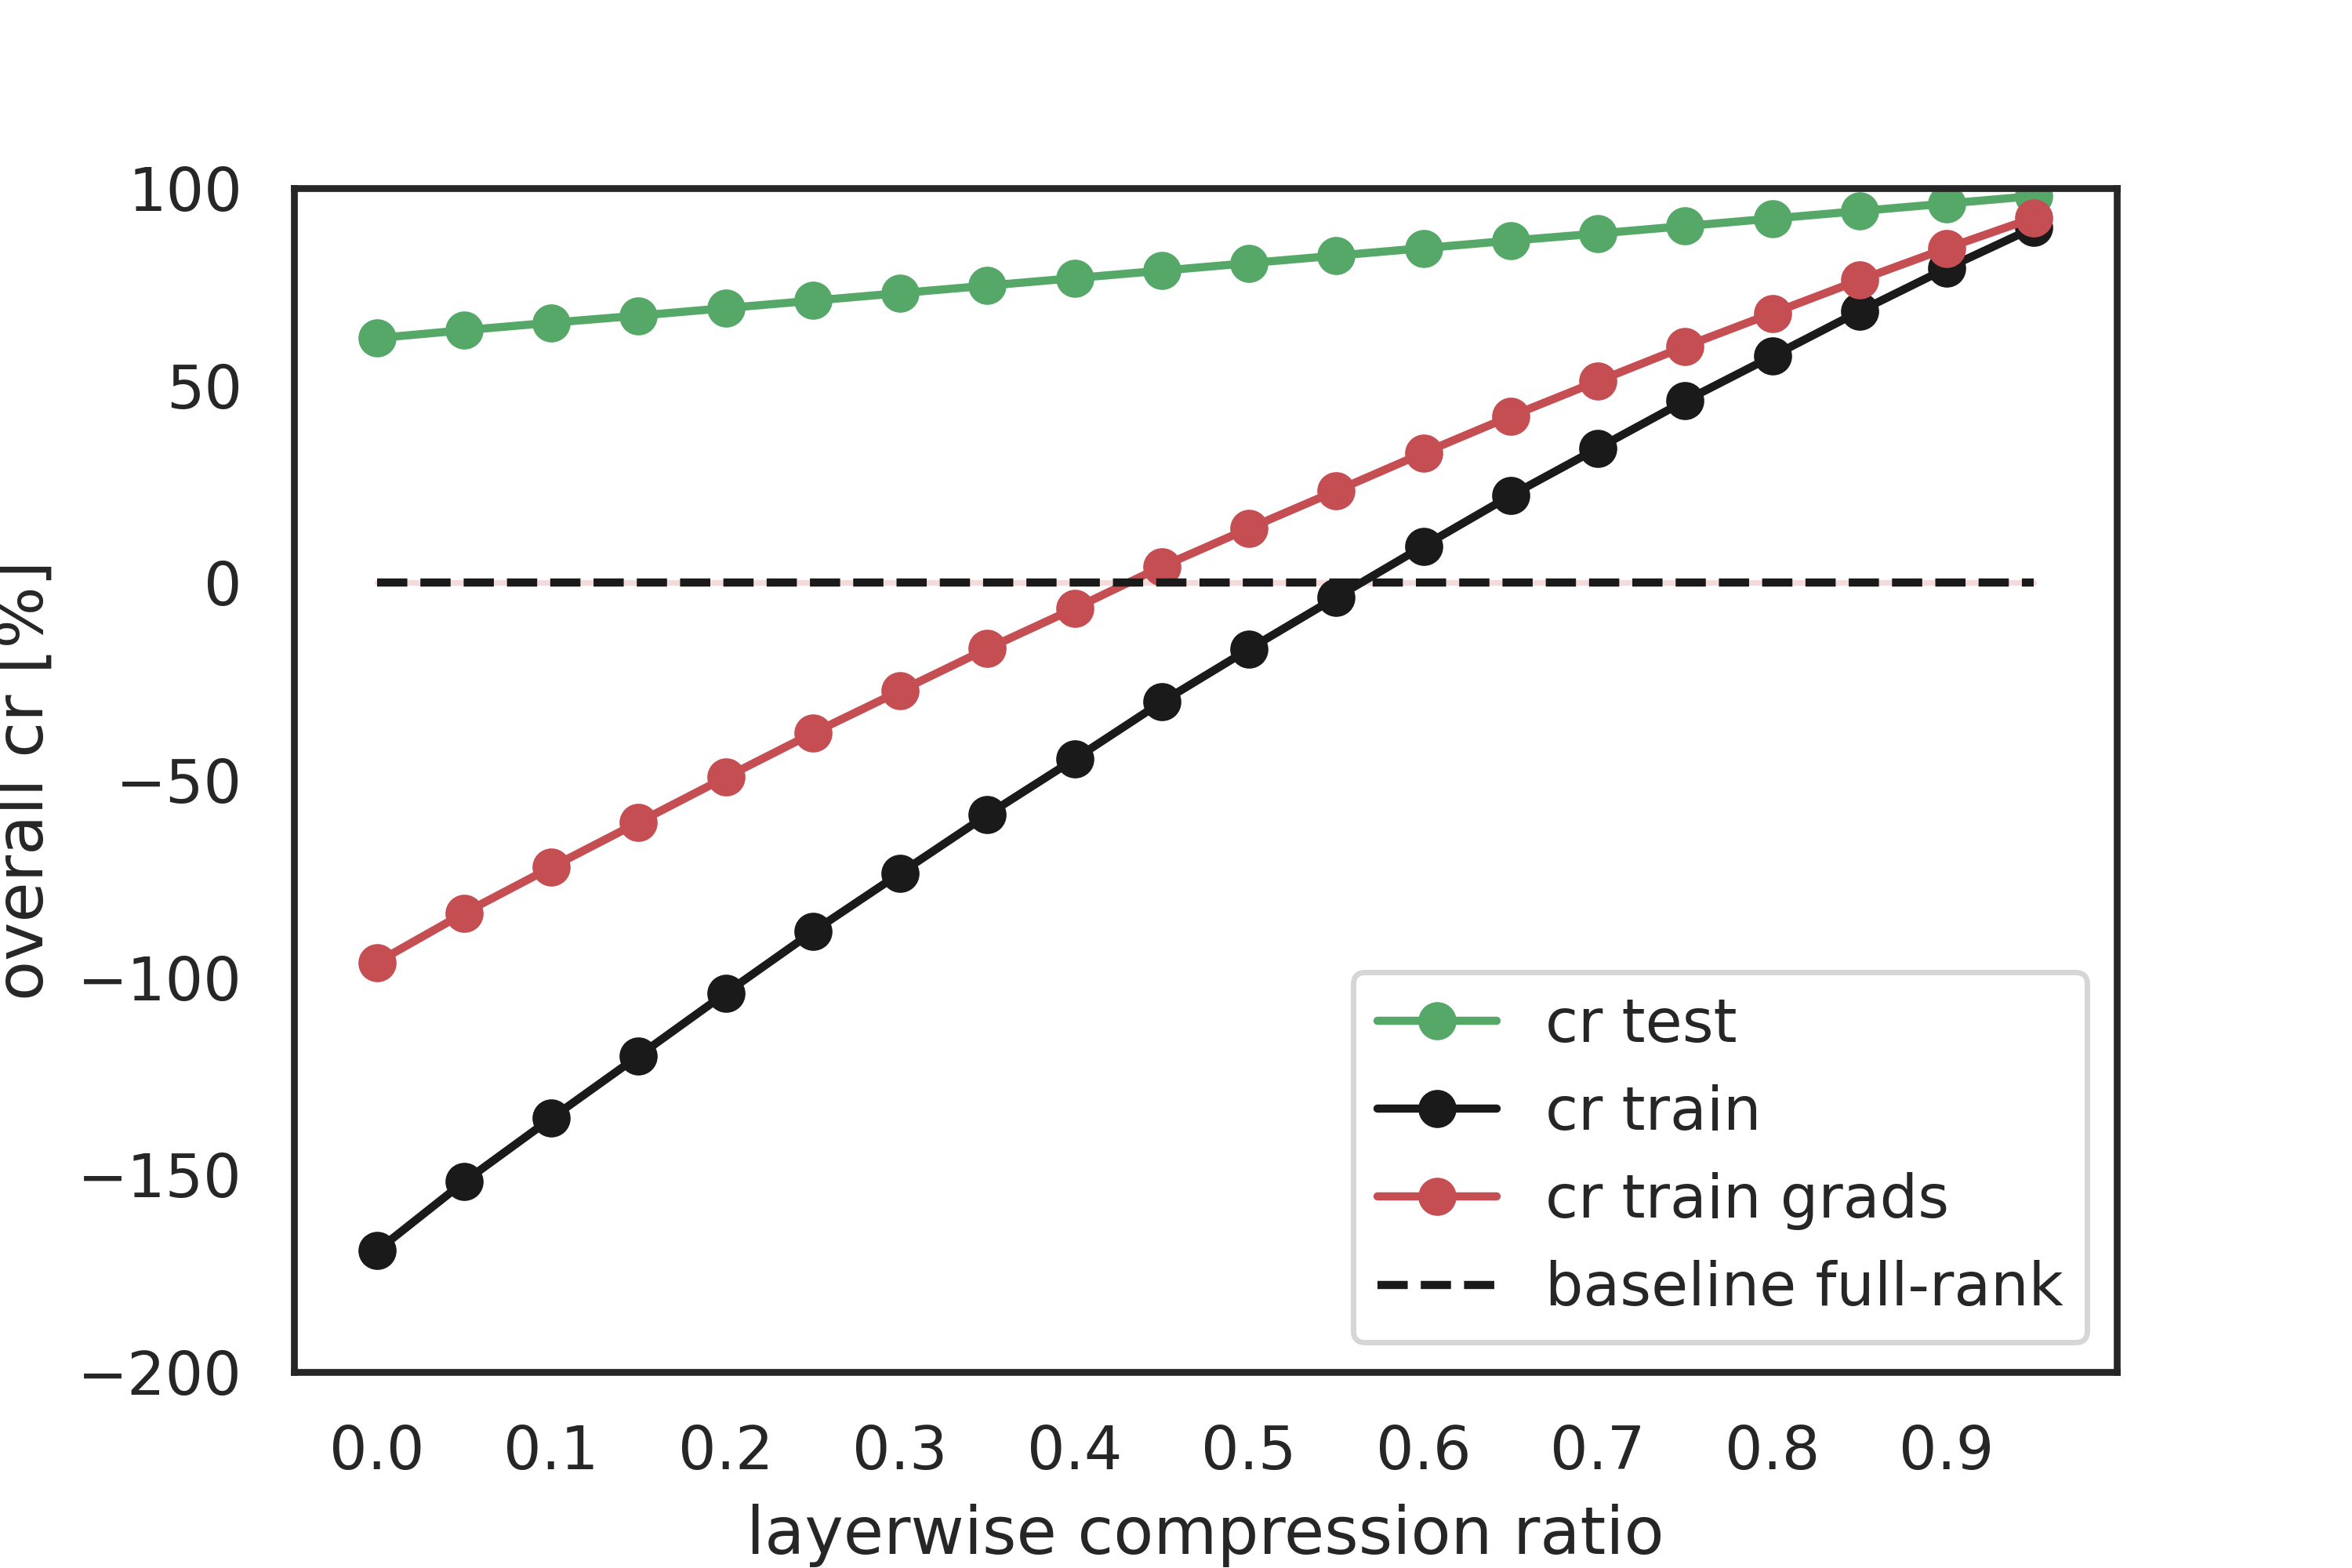 100
50
0
−50
−100
−150
−200
overall cr [%]
cr test
cr train
cr train grads
baseline full-rank
0.0 0.1 0.2 0.3 0.4 0.5 0.6 0.7 0.8 0.9
layerwise compression ratio